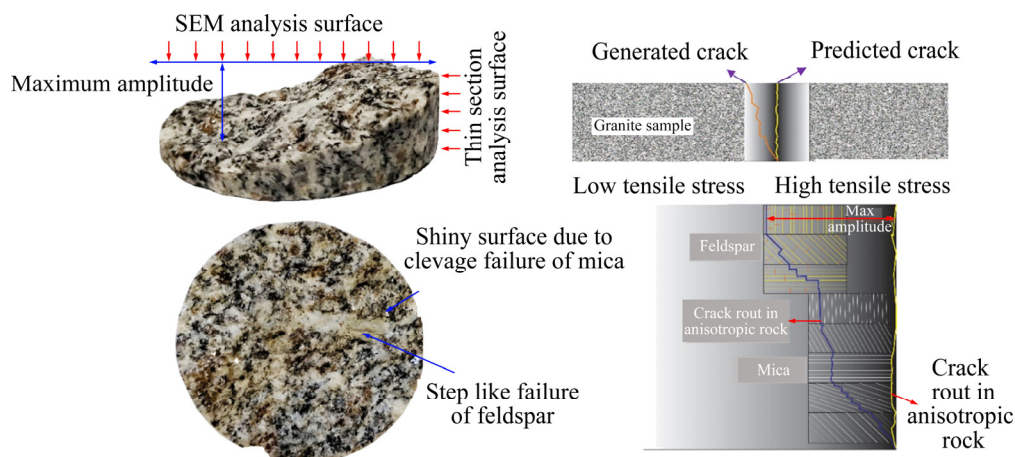 SEM analysis surface
Maximum amplitude
Thin section
analysis surface
Shiny surface due to
clevage failure of mica
Step like failure
of feldspar
Generated crack
Predicted crack
Granite sample
Low tensile stress
High tensile stress
Max
amplitude
Feldspar
Crack rout in
anisotropic rock
Mica
Crack
rout in
anisotropic
rock